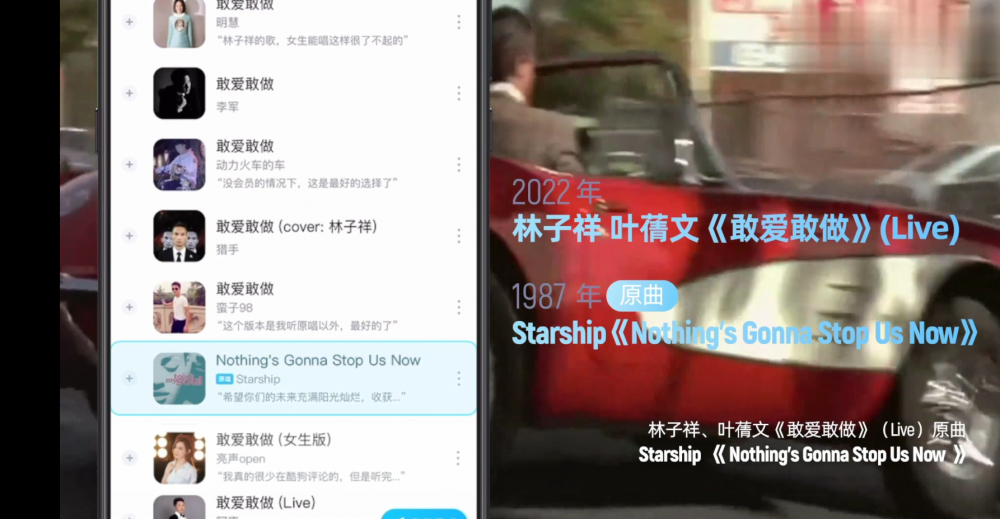 敢爱敢做
明慧
“林子祥的歌，女生能唱这样很了不起的”
敢爱敢做
李军
敢爱敢做
动力火车的车
“没会员的情况下，这是最好的选择了”
敢爱敢做 (cover: 林子祥)
猎手
敢爱敢做
蛮子98
“这个版本是我听原唱以外，最好的了”
Nothing's Gonna Stop Us Now
原唱 Starship
“希望你们的未来充满阳光灿烂，收获...”
敢爱敢做 (女生版)
亮声open
“我真的很少在酷狗评论的，但是听完...”
敢爱敢做 (Live)
2022 年
林子祥 叶蒨文《敢爱敢做》(Live)
1987 年 原曲
Starship《Nothing's Gonna Stop Us Now》
林子祥、叶蒨文《敢爱敢做》（Live）原曲
Starship 《 Nothing's Gonna Stop Us Now 》